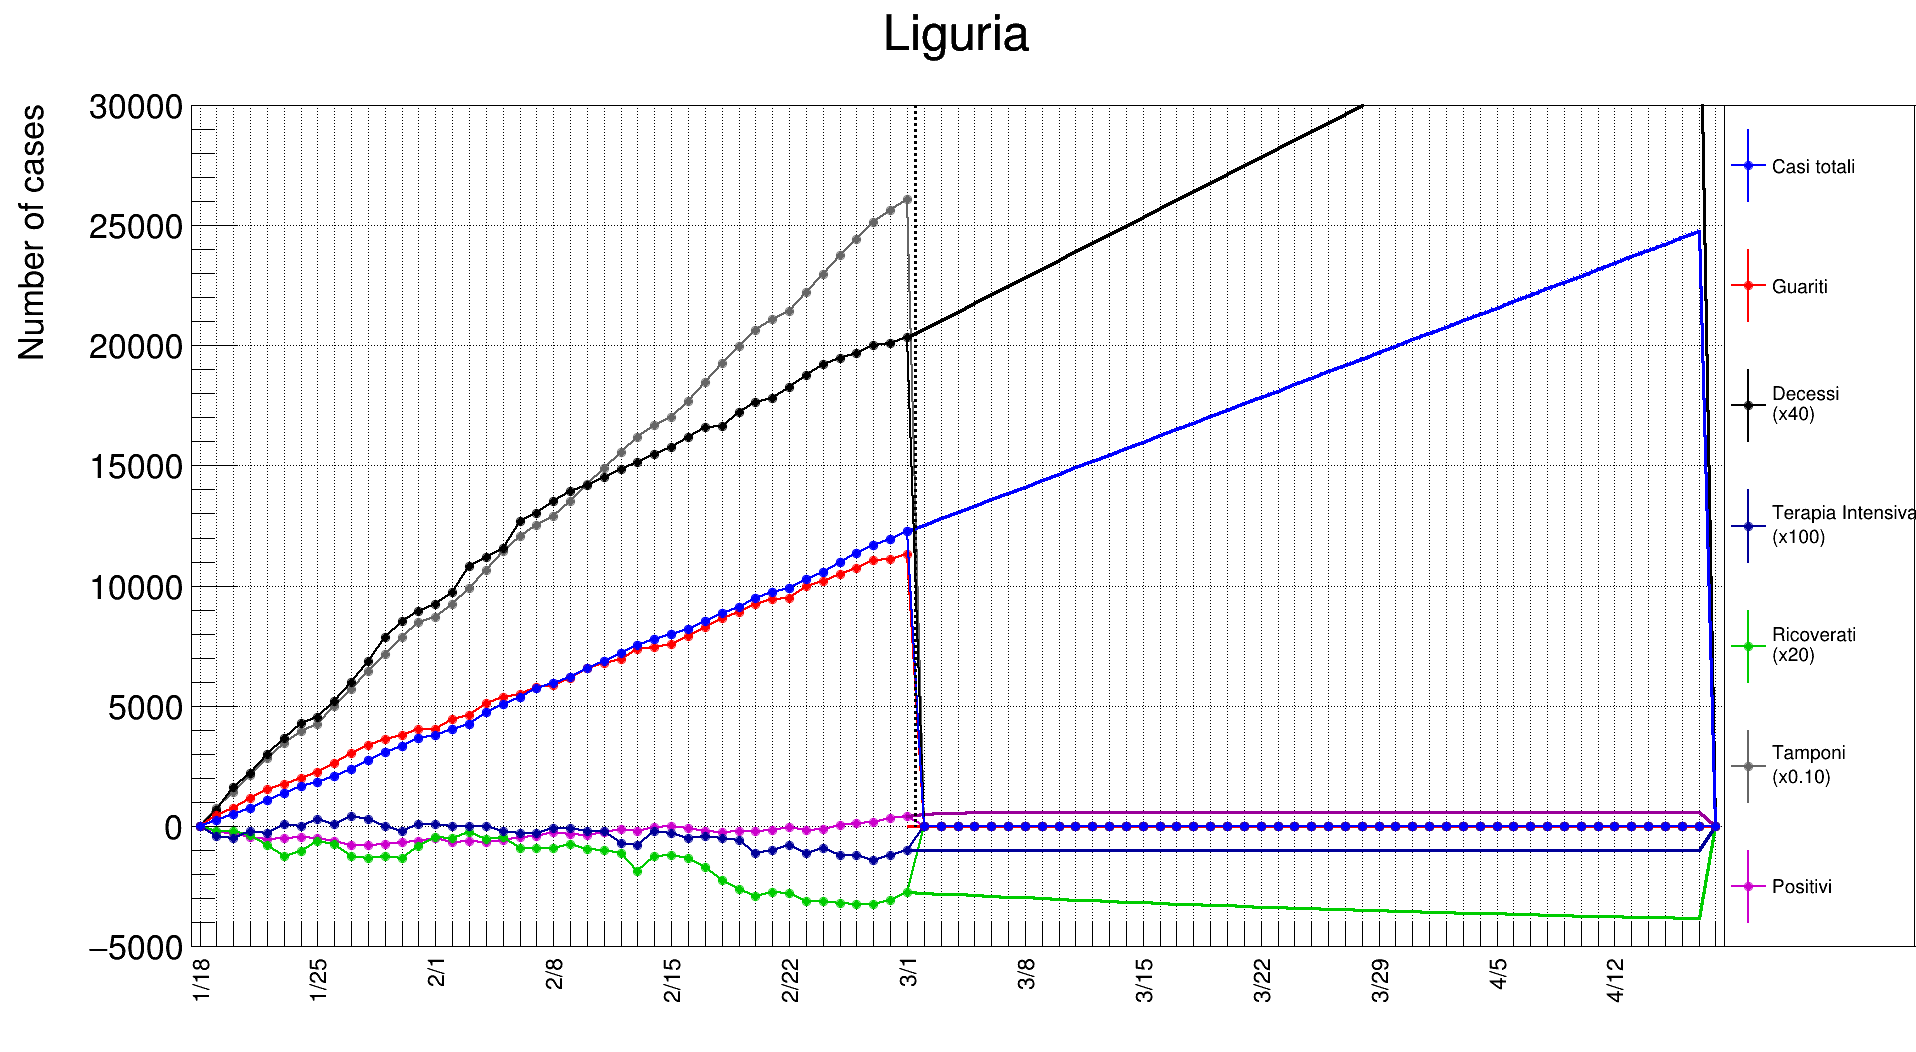 Liguria
Number of cases
30000
25000
20000
15000
10000
5000
0
−5000
1/18
1/25
2/1
2/8
2/15
2/22
3/1
3/8
3/15
3/22
3/29
4/5
4/12
Casi totali
Guariti
Decessi
(x40)
Terapia Intensiva
(x100)
Ricoverati
(x20)
Tamponi
(x0.10)
Positivi